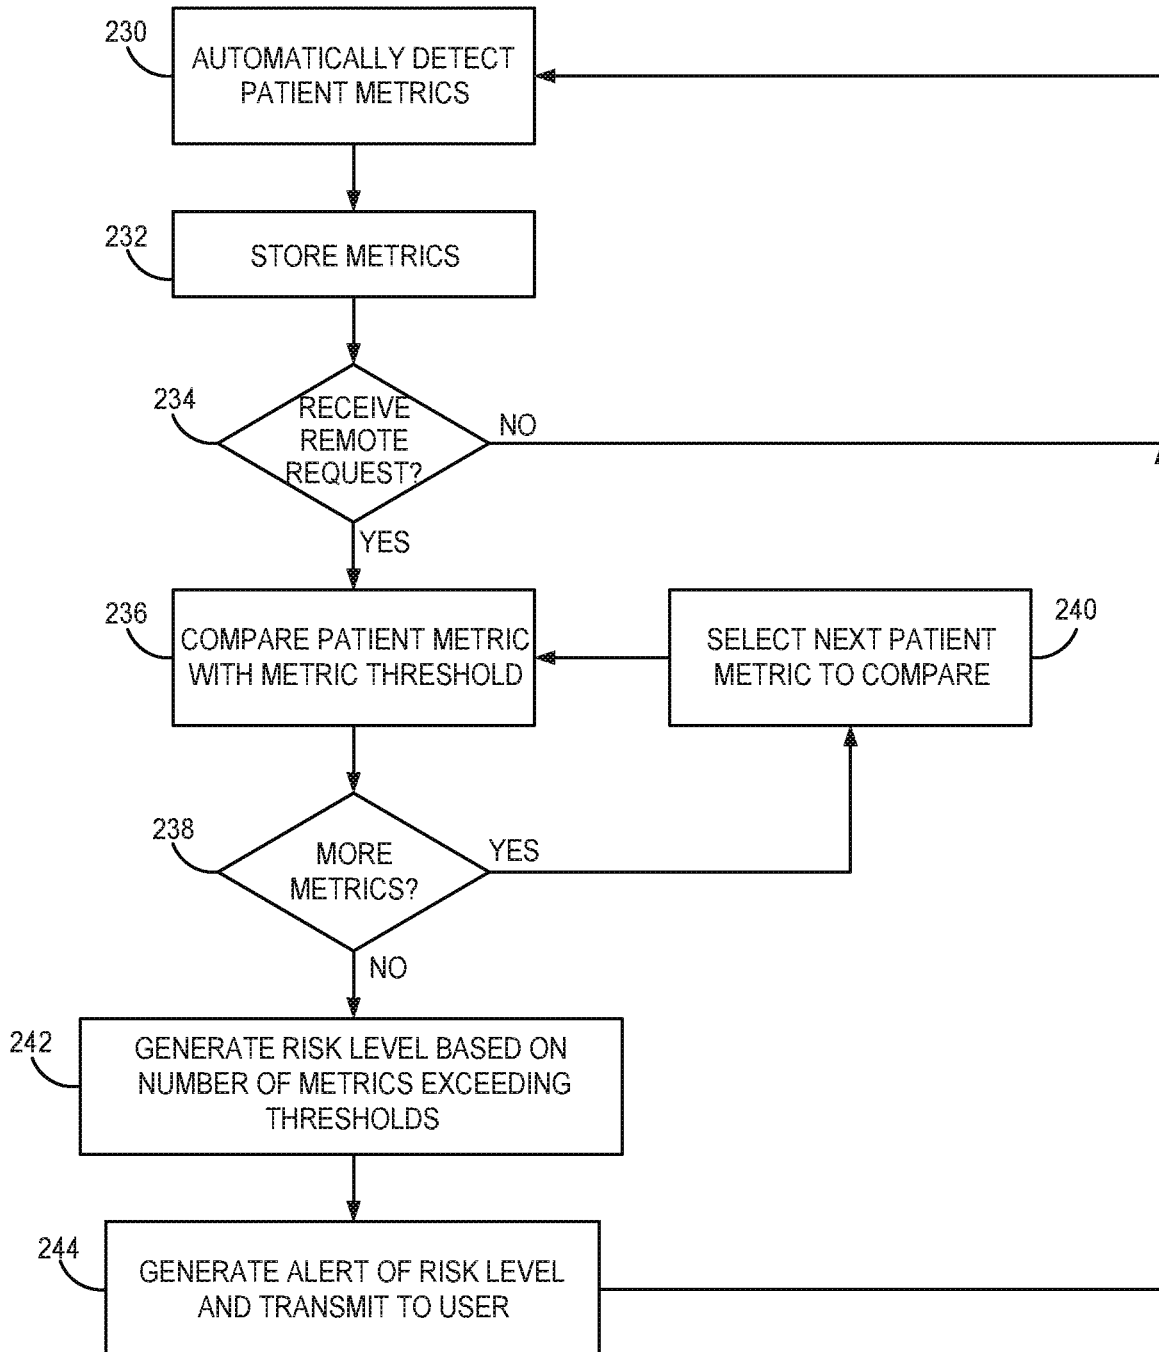 230
AUTOMATICALLY DETECT
PATIENT METRICS
232
STORE METRICS
234
RECEIVE
REMOTE
REQUEST?
NO
YES
236
COMPARE PATIENT METRIC
WITH METRIC THRESHOLD
SELECT NEXT PATIENT
METRIC TO COMPARE
240
238
MORE
METRICS?
YES
NO
242
GENERATE RISK LEVEL BASED ON
NUMBER OF METRICS EXCEEDING
THRESHOLDS
244
GENERATE ALERT OF RISK LEVEL
AND TRANSMIT TO USER